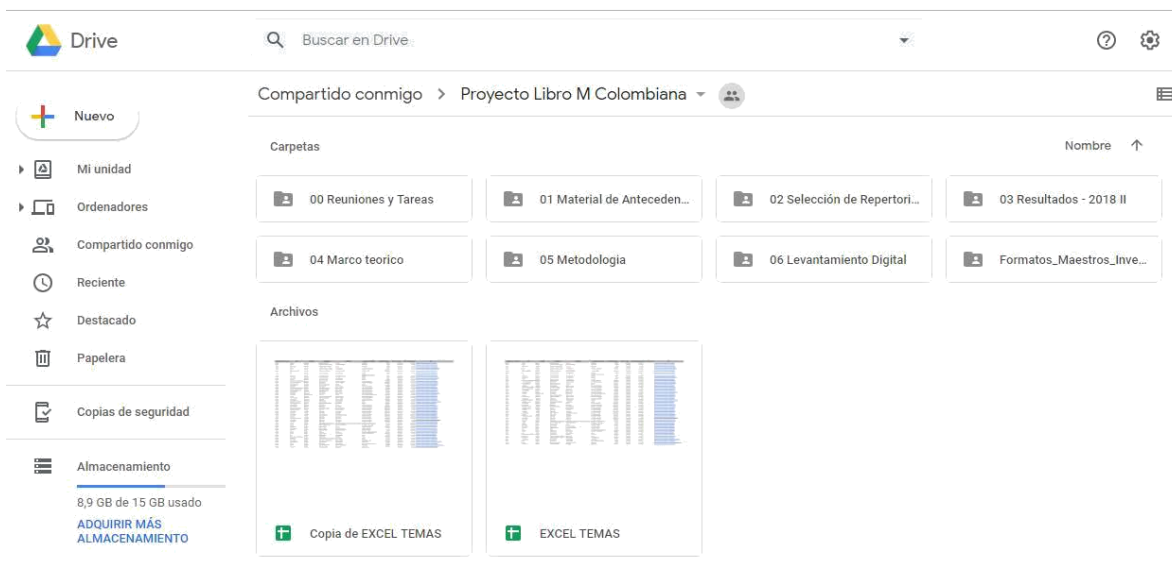 Drive
Buscar en Drive
Compartido conmigo > Proyecto Libro M Colombiana
Nuevo
Mi unidad
Ordenadores
Compartido conmigo
Reciente
Destacado
Papelera
Copias de seguridad
Almacenamiento
8,9 GB de 15 GB usado
ADQUIRIR MÁS
ALMACENAMIENTO
Carpetas
Nombre
00 Reuniones y Tareas
01 Material de Anteceden...
02 Selección de Repertori...
03 Resultados - 2018 II
04 Marco teorico
05 Metodologia
06 Levantamiento Digital
Formatos_Maestros_Inve...
Archivos
Copia de EXCEL TEMAS
EXCEL TEMAS